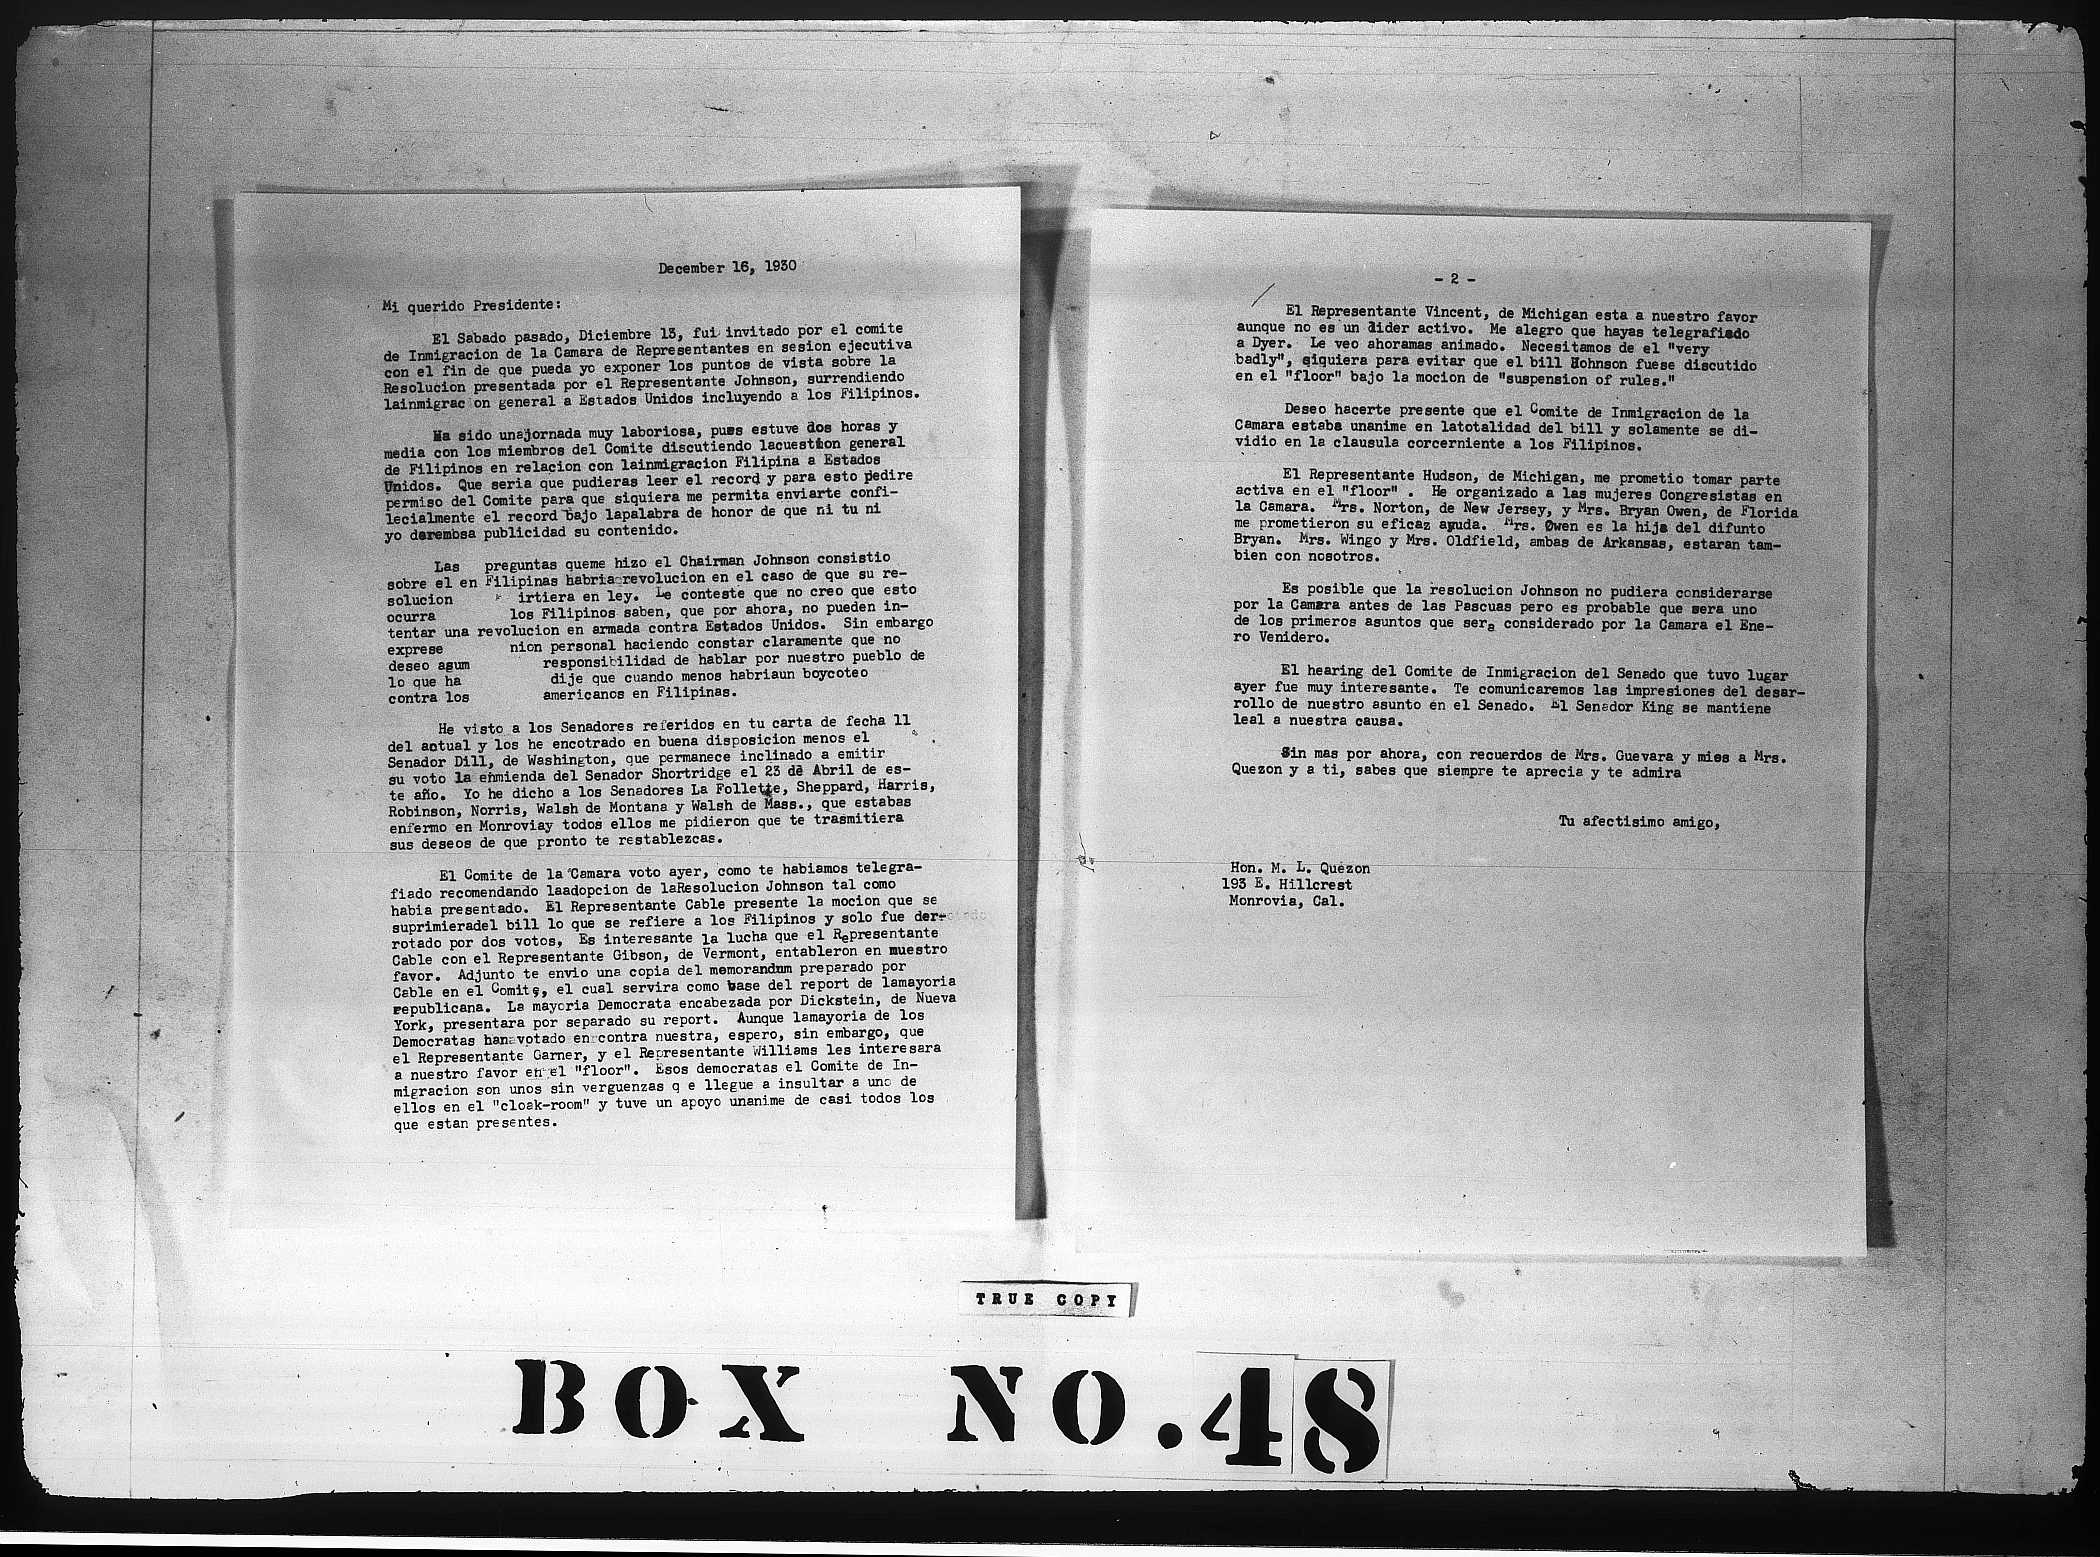 December 16, 1930
Mi querido Presidente:
El Sabado pasado, Diciembre 13, fui invitado por el comite
de Inmigracion de la Camara de Representantes en sesion ejecutiva
con el fin de que pueda yo exponer los puntos de vista sobre la
Resolucion presentada por el Representante Johnson, surrendiendo
lainmigrac on general a Estados Unidos incluyendo a los Filipinos.
Ha sido unajornada muy laboriosa, pues estuve dos horas y
media con los miembros del Comite discutiendo lacuestion general
de Filipinos en relacion con lainmigracion Filipina a Estados
Unidos. Que seria que pudieras leer el record y para esto pedire
permiso del Comite para que siquiera me permita enviarte confi-
lecialmente el record bajo lapalabra de honor de que ni tu ni
yo darembsa publicidad su contenido.
Las preguntas queme hizo el Chairman Johnson consistio
sobre el en Filipinas habria revolucion en el caso de que su re-
solucion irtiera en ley. Le conteste que no creo que esto
ocurra los Filipinos saben, que por ahora, no pueden in-
tentar una revolucion en armada contra Estados Unidos. Sin embargo
exprese nion personal haciendo constar claramente que no
deseo asum responsibilidad de hablar por nuestro pueblo de
lo que ha dije que cuando menos habriaun boycoteo
contra los americanos en Filipinas.
He visto a los Senadores referidos en tu carta de fecha 11
del actual y los he encotrado en buena disposicion menos el
Senador Dill, de Washington, que permanece inclinado a emitir
su voto la enmienda del Senador Shortridge el 23 de Abril de es-
te año. Yo he dicho a los Senadores La Follette, Sheppard, Harris,
Robinson, Norris, Walsh de Montana y Walsh de Mass., que estabas
enfermo en Monroviay todos ellos me pidieron que te trasmitiera
sus deseos de que pronto te restablezcas.
El Comite de la Camara voto ayer, como te habiamos telegra-
fiado recomendando laadopcion de laResolucion Johnson tal como
habia presentado. El Representante Cable presente la mocion que se
suprimieradel bill lo que se refiere a los Filipinos y solo fue der-
rotado por dos votos, Es interesante la lucha que el Representante
Cable con el Representante Gibson, de Vermont, entableron en nuestro
favor. Adjunto te envio una copia del memorandum preparado por
Cable en el Comite, el cual servira como base del report de lamayoria
republicana. La mayoria Democrata encabezada por Dickstein, de Nueva
York, presentara por separado su report. Aunque lamayoria de los
Democratas han votado en contra nuestra, espero, sin embargo, que
el Representante Garner, y el Representante Williams les interesara
a nuestro favor en el "floor". Esos democratas el Comite de In-
migracion son unos sin verguenzas q e llegue a insultar a uno de
ellos en el "cloak-room" y tuve un apoyo unanime de casi todos los
que estan presentes.
- 2 -
El Representante Vincent, de Michigan esta a nuestro favor
aunque no es un lider activo. Me alegro que hayas telegrafiado
a Dyer. Le veo ahoramas animado. Necesitamos de el "very
badly", siquiera para evitar que el bill Hohnson fuese discutido
en el "floor" bajo la mocion de "suspension of rules."
Deseo hacerte presente que el Comite de Inmigracion de la
Camara estaba unanime en latotalidad del bill y solamente se di-
vidio en la clausula corcerniente a los Filipinos.
El Representante Hudson, de Michigan, me prometio tomar parte
activa en el "floor" . He organizado a las mujeres Congresistas en
la Camara. Mrs. Norton, de New Jersey, y Mrs. Bryan Owen, de Florida
me prometieron su eficaz ayuda. Mrs. Owen es la hija del difunto
Bryan. Mrs. Wingo y Mrs. Oldfield, ambas de Arkansas, estaran tam-
bien con nosotros.
Es posible que la resolucion Johnson no pudiera considerarse
por la Camara antes de las Pascuas pero es probable que sera uno
de los primeros asuntos que sera considerado por la Camara el Ene-
ro Venidero.
El hearing del Comite de Inmigracion del Senado que tuvo lugar
ayer fue muy interesante. Te comunicaremos las impresiones del desar-
rollo de nuestro asunto en el Senado. El Senador King se mantiene
leal a nuestra causa.
Sin mas por ahora, con recuerdos de Mrs. Guevara y mios a Mrs.
Quezon y a ti, sabes que siempre te aprecia y te admira
Tu afectisimo amigo,
Hon. M. L. Quezon
193 E. Hillcrest
Monrovia, Cal.
TRUE COPY
BOX NO.48